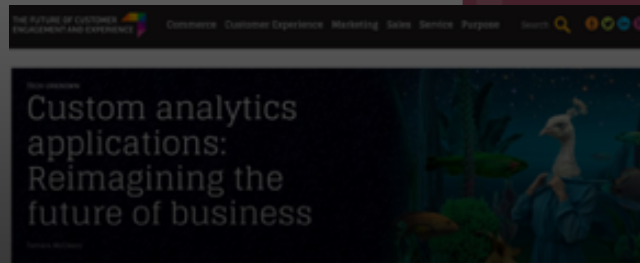 THE FUTURE OF CUSTOMER
ENGAGEMENT AND EXPERIENCE
Commerce Customer Experience Marketing Sales Service Purpose Search
Custom analytics
applications:
Reimagining the
future of business